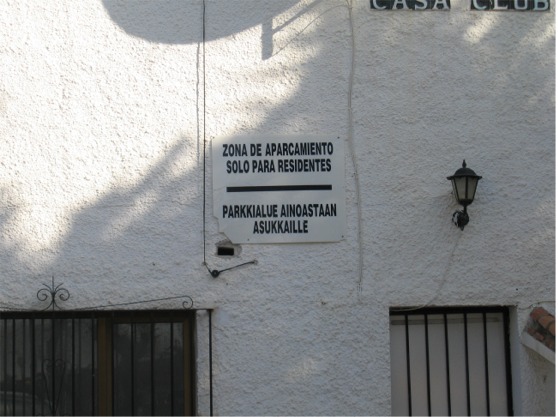 CASA CLUB
ZONA DE APARCAMIENTO
SOLO PARA RESIDENTES
PARKKIALUE AINOASTAAN
ASUKKAILLE